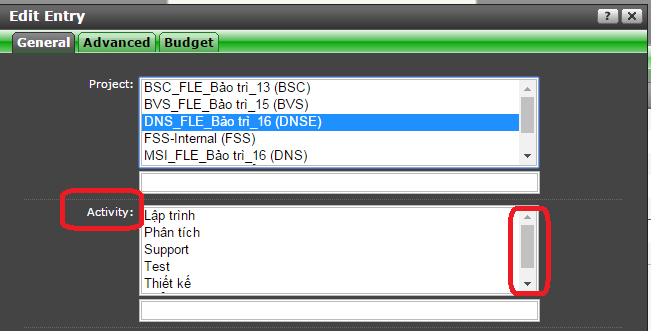 Edit Entry
? ×
General Advanced Budget
Project:
BSC_FLE_Bảo trì_13 (BSC)
BVS_FLE_Bảo trì_15 (BVS)
DNS_FLE_Bảo trì_16 (DNSE)
FSS-Internal (FSS)
MSI_FLE_Bảo trì_16 (DNS)
Activity:
Lập trình
Phân tích
Support
Test
Thiết kế